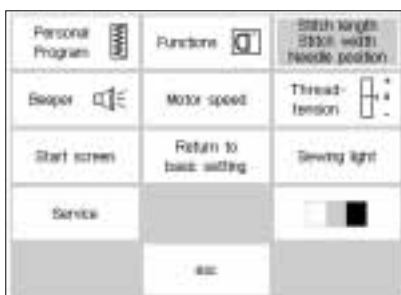 Personal
Program
Functions
Stitch length
Stitch width
Needle position
Beeper
Motor speed
Thread-
tension
+
4
-
Start screen
Return to
basic setting
Sewing light
Service
esc